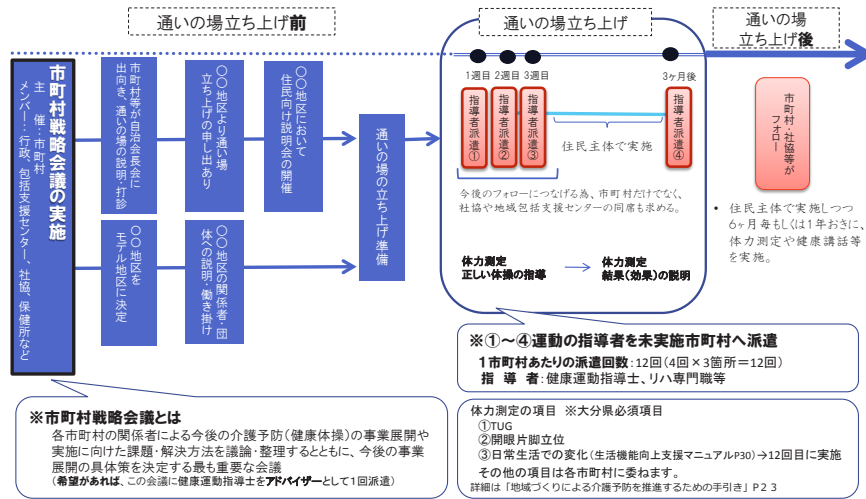 通いの場立ち上げ前
通いの場立ち上げ
通いの場
立ち上げ後
市町村戦略会議の実施
主　催：市町村
メンバー：行政、包括支援センター、社協、保健所など
市町村等が自治会長会に
出向き、通いの場の説明・打診
〇〇地区より通い場
立ち上げの申し出あり
〇〇地区において
住民向け説明会の開催
〇〇地区を
モデル地区に決定
〇〇地区の関係者・団
体への説明・働き掛け
通いの場の立ち上げ準備
1週目
2週目
3週目
3ヶ月後
指導者派遣①
指導者派遣②
指導者派遣③
指導者派遣④
住民主体で実施
今後のフォローにつなげる為、市町村だけでなく、
社協や地域包括支援センターの同席も求める。
体力測定
正しい体操の指導
体力測定
結果（効果）の説明
市町村・社協等が
フォロー
• 住民主体で実施しつつ
6ヶ月毎もしくは1年おきに、
体力測定や健康講話等
を実施。
※①～④運動の指導者を未実施市町村へ派遣
1市町村あたりの派遣回数：12回（4回×3箇所＝12回）
指　導　者：健康運動指導士、リハ専門職等
※市町村戦略会議とは
各市町村の関係者による今後の介護予防（健康体操）の事業展開や
実施に向けた課題・解決方法を議論・整理するとともに、今後の事業
展開の具体策を決定する最も重要な会議
（希望があれば、この会議に健康運動指導士をアドバイザーとして1回派遣）
体力測定の項目　※大分県必須項目
①TUG
②開眼片脚立位
③日常生活での変化（生活機能向上支援マニュアルP30）→12回目に実施
その他の項目は各市町村に委ねます。
詳細は「地域づくりによる介護予防を推進するための手引き」P23